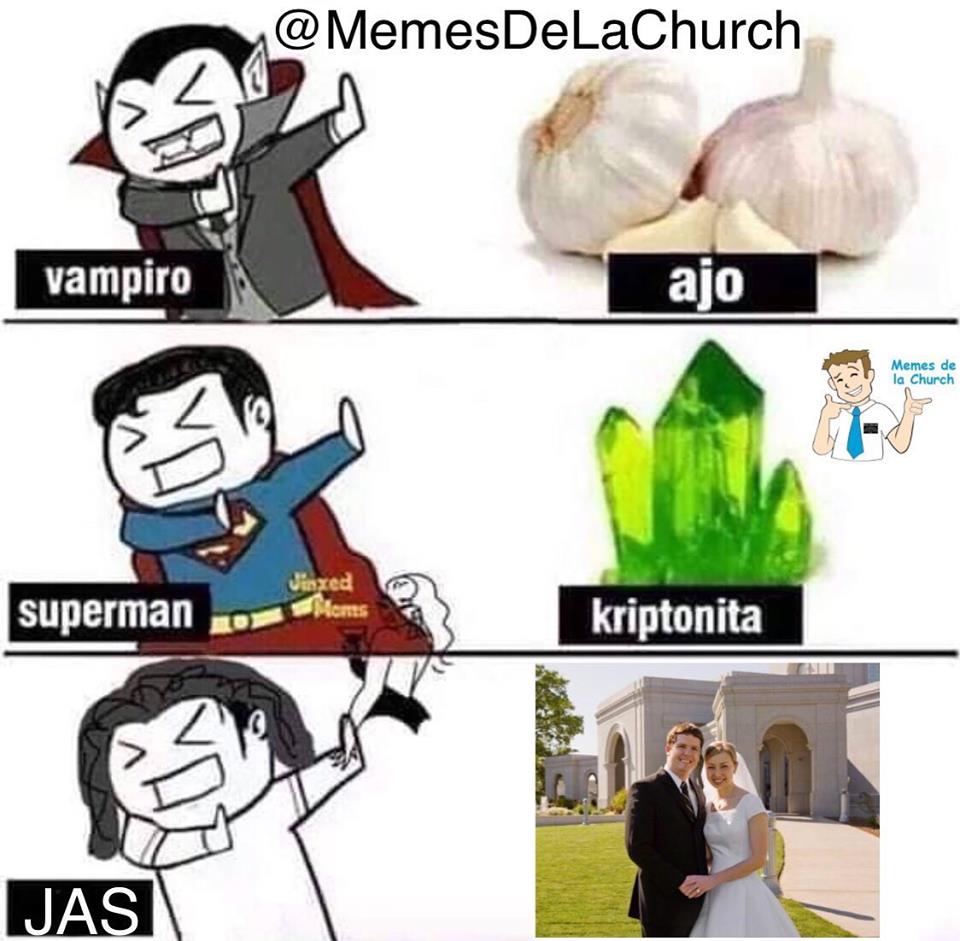 @MemesDeLaChurch
vampiro
ajo
Memes de
la Church
superman
Jinxed
Moms
kriptonita
JAS